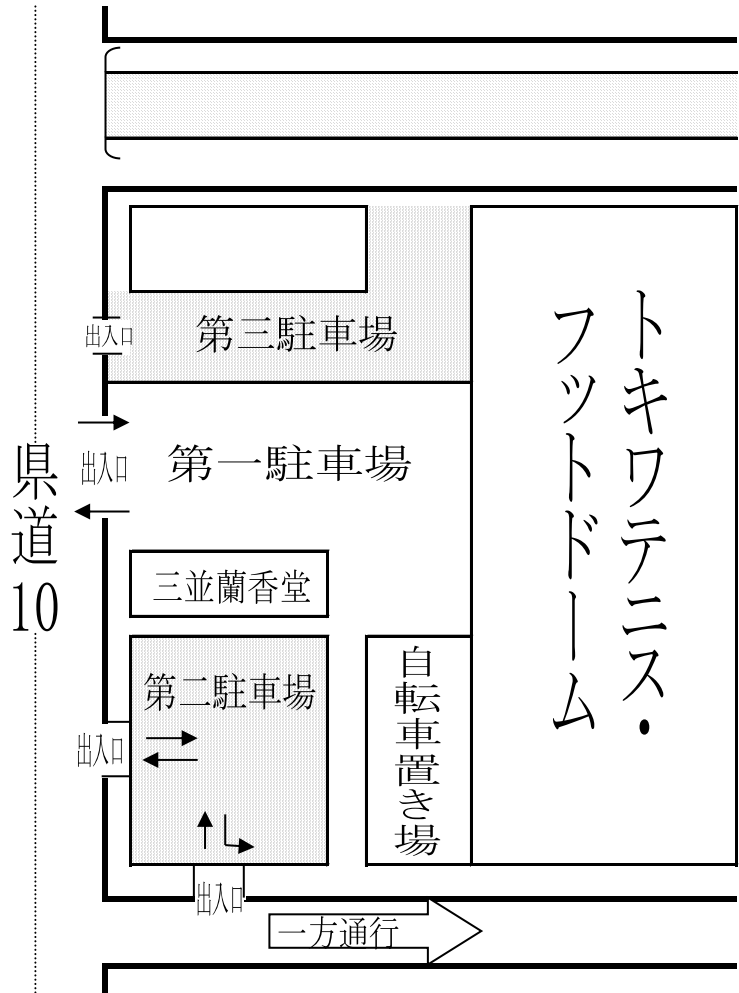 県道10
出入口
第三駐車場
出入口
第一駐車場
三並蘭香堂
第二駐車場
出入口
出入口
自転車置き場
トキワテニス・
フットドーム
一方通行